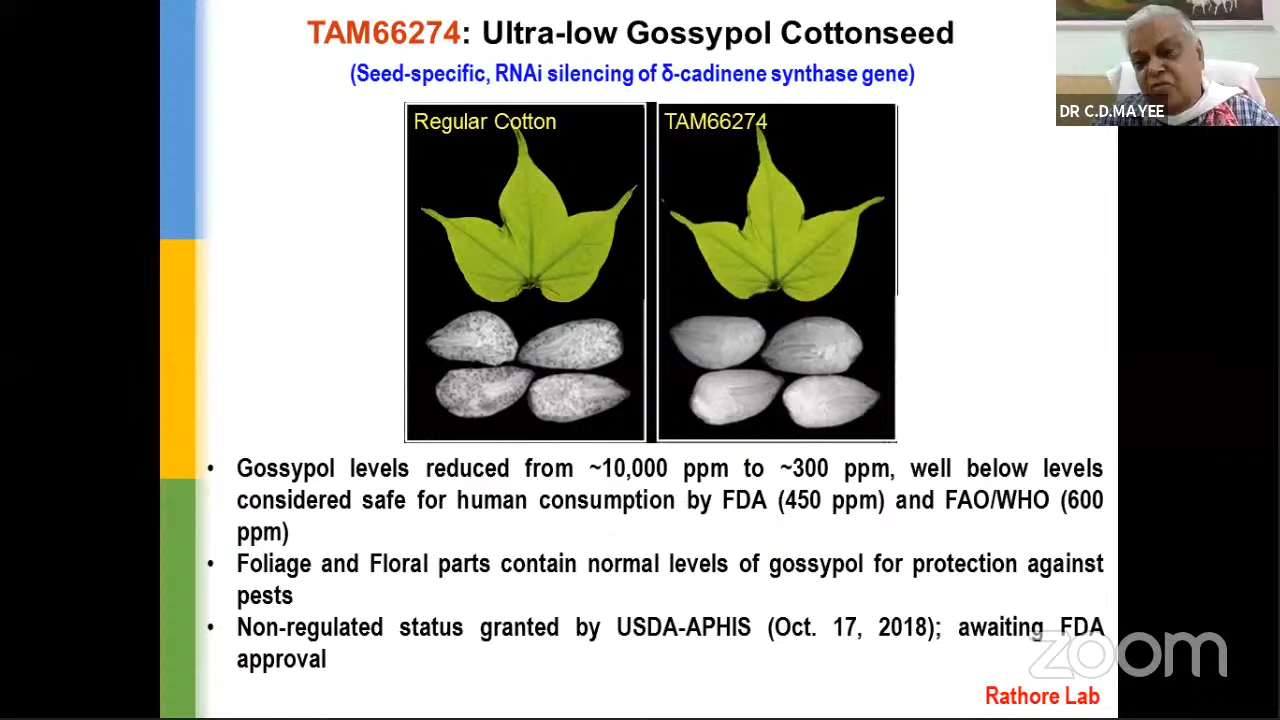 TAM66274: Ultra-low Gossypol Cottonseed
(Seed-specific, RNAi silencing of δ-cadinene synthase gene)
DR C.D.MAYEE
Regular Cotton
TAM66274
• Gossypol levels reduced from ~10,000 ppm to ~300 ppm, well below levels
considered safe for human consumption by FDA (450 ppm) and FAO/WHO (600
ppm)
• Foliage and Floral parts contain normal levels of gossypol for protection against
pests
• Non-regulated status granted by USDA-APHIS (Oct. 17, 2018); awaiting FDA
approval
zoom
Rathore Lab